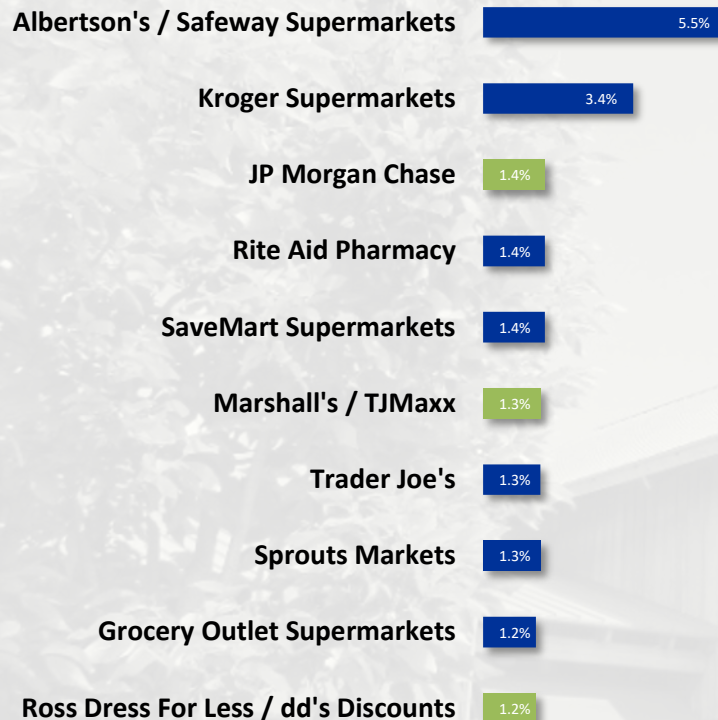 Albertson's / Safeway Supermarkets 5.5%
Kroger Supermarkets 3.4%
JP Morgan Chase 1.4%
Rite Aid Pharmacy 1.4%
SaveMart Supermarkets 1.4%
Marshall's / TJMaxx 1.3%
Trader Joe's 1.3%
Sprouts Markets 1.3%
Grocery Outlet Supermarkets 1.2%
Ross Dress For Less / dd's Discounts 1.2%